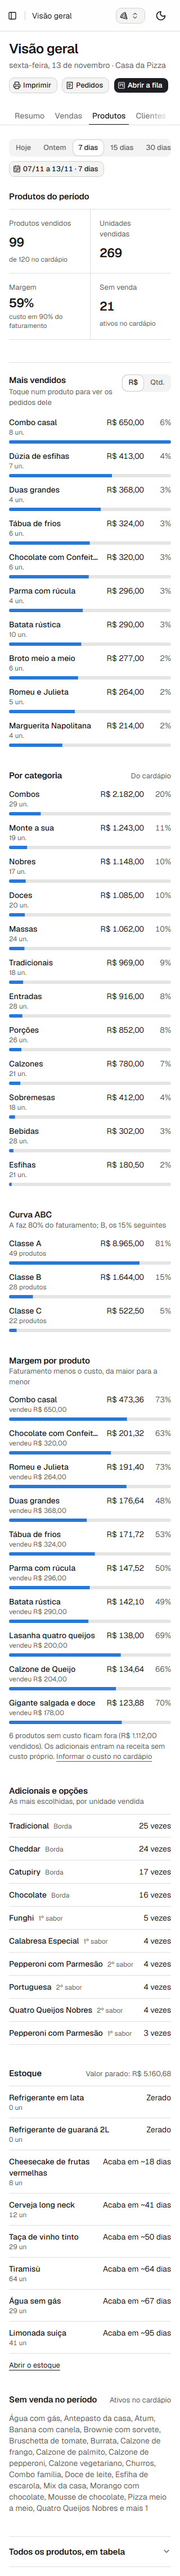 Visão geral
Visão geral
sexta-feira, 13 de novembro · Casa da Pizza
Imprimir
Pedidos
Abrir a fila
Resumo Vendas Produtos Clientes
Hoje Ontem 7 dias 15 dias 30 dias
07/11 a 13/11 · 7 dias
Produtos do período
Produtos vendidos
99
de 120 no cardápio
Unidades
vendidas
269
Margem
59%
custo em 90% do
faturamento
Sem venda
21
ativos no cardápio
Mais vendidos
Toque num produto para ver os
pedidos dele
R$ Qtd.
Combo casal R$ 650,00 6%
8 un.
Dúzia de esfihas R$ 413,00 4%
7 un.
Duas grandes R$ 368,00 3%
4 un.
Tábua de frios R$ 324,00 3%
6 un.
Chocolate com Confeit... R$ 320,00 3%
6 un.
Parma com rúcula R$ 296,00 3%
4 un.
Batata rústica R$ 290,00 3%
10 un.
Broto meio a meio R$ 277,00 2%
6 un.
Romeu e Julieta R$ 264,00 2%
5 un.
Marguerita Napolitana R$ 214,00 2%
4 un.
Por categoria Do cardápio
Combos R$ 2.182,00 20%
29 un.
Monte a sua R$ 1.243,00 11%
19 un.
Nobres R$ 1.148,00 10%
17 un.
Doces R$ 1.085,00 10%
20 un.
Massas R$ 1.062,00 10%
24 un.
Tradicionais R$ 969,00 9%
18 un.
Entradas R$ 916,00 8%
28 un.
Porções R$ 852,00 8%
26 un.
Calzones R$ 780,00 7%
21 un.
Sobremesas R$ 412,00 4%
18 un.
Bebidas R$ 302,00 3%
28 un.
Esfihas R$ 180,50 2%
21 un.
Curva ABC
A faz 80% do faturamento; B, os 15% seguintes
Classe A R$ 8.965,00 81%
49 produtos
Classe B R$ 1.644,00 15%
28 produtos
Classe C R$ 522,50 5%
22 produtos
Margem por produto
Faturamento menos o custo, da maior para a
menor
Combo casal R$ 473,36 73%
vendeu R$ 650,00
Chocolate com Confeit... R$ 201,32 63%
vendeu R$ 320,00
Romeu e Julieta R$ 191,40 73%
vendeu R$ 264,00
Duas grandes R$ 176,64 48%
vendeu R$ 368,00
Tábua de frios R$ 171,72 53%
vendeu R$ 324,00
Parma com rúcula R$ 147,52 50%
vendeu R$ 296,00
Batata rústica R$ 142,10 49%
vendeu R$ 290,00
Lasanha quatro queijos R$ 138,00 69%
vendeu R$ 200,00
Calzone de Queijo R$ 134,64 66%
vendeu R$ 204,00
Gigante salgada e doce R$ 123,88 70%
vendeu R$ 178,00
6 produtos sem custo ficam fora (R$ 1.112,00
vendidos). Os adicionais entram na receita sem
custo próprio. Informar o custo no cardápio
Adicionais e opções
As mais escolhidas, por unidade vendida
Tradicional Borda 25 vezes
Cheddar Borda 24 vezes
Catupiry Borda 17 vezes
Chocolate Borda 16 vezes
Funghi 1º sabor 5 vezes
Calabresa Especial 1º sabor 4 vezes
Pepperoni com Parmesão 2º sabor 4 vezes
Portuguesa 2º sabor 4 vezes
Quatro Queijos Nobres 2º sabor 4 vezes
Pepperoni com Parmesão 1º sabor 3 vezes
Estoque Valor parado: R$ 5.160,68
Refrigerante em lata Zerado
0 un
Refrigerante de guaraná 2L Zerado
0 un
Cheesecake de frutas Acaba em ~18 dias
vermelhas
8 un
Cerveja long neck Acaba em ~41 dias
12 un
Taça de vinho tinto Acaba em ~50 dias
29 un
Tiramisù Acaba em ~64 dias
64 un
Água sem gás Acaba em ~67 dias
29 un
Limonada suíça Acaba em ~95 dias
41 un
Abrir o estoque
Sem venda no período Ativos no cardápio
Água com gás, Antepasto da casa, Atum,
Banana com canela, Brownie com sorvete,
Bruschetta de tomate, Burrata, Calzone de
frango, Calzone de palmito, Calzone de
pepperoni, Calzone vegetariano, Churros,
Combo família, Doce de leite, Esfiha de
escarola, Mix da casa, Morango com
chocolate, Mousse de chocolate, Pizza meio
a meio, Quatro Queijos Nobres e mais 1
Todos os produtos, em tabela